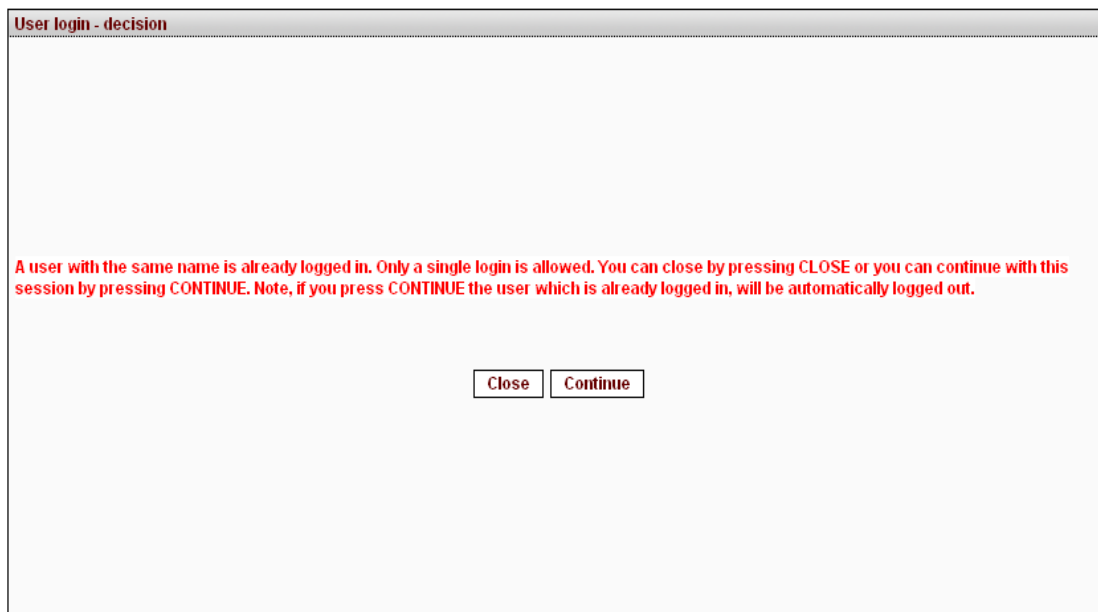 User login - decision
A user with the same name is already logged in. Only a single login is allowed. You can close by pressing CLOSE or you can continue with this
session by pressing CONTINUE. Note, if you press CONTINUE the user which is already logged in, will be automatically logged out.
Close Continue